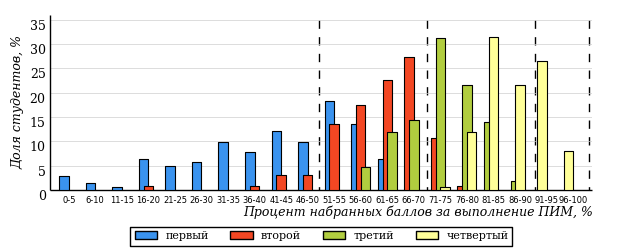 Доля студентов, %
35
30
25
20
15
10
5
0
0-5 6-10 11-15 16-20 21-25 26-30 31-35 36-40 41-45 46-50 51-55 56-60 61-65 66-70 71-75 76-80 81-85 86-90 91-95 96-100
Процент набранных баллов за выполнение ПИМ, %
первый второй третий четвертый